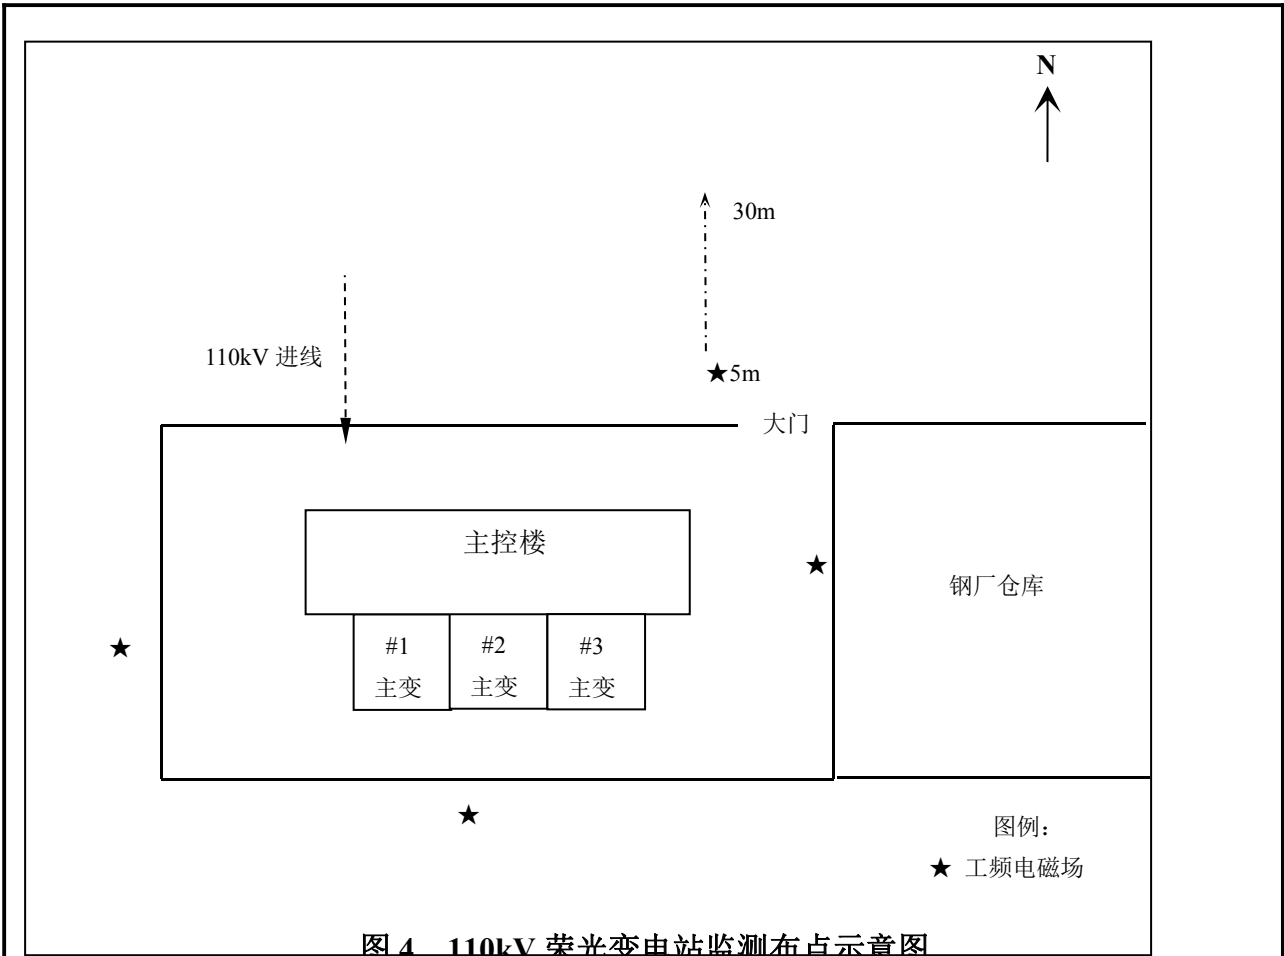 N
30m
110kV 进线
★5m
大门
主控楼
钢厂仓库
#1
主变
#2
主变
#3
主变
图例：
★ 工频电磁场
图 4 110kV 荣光变电站监测布点示意图